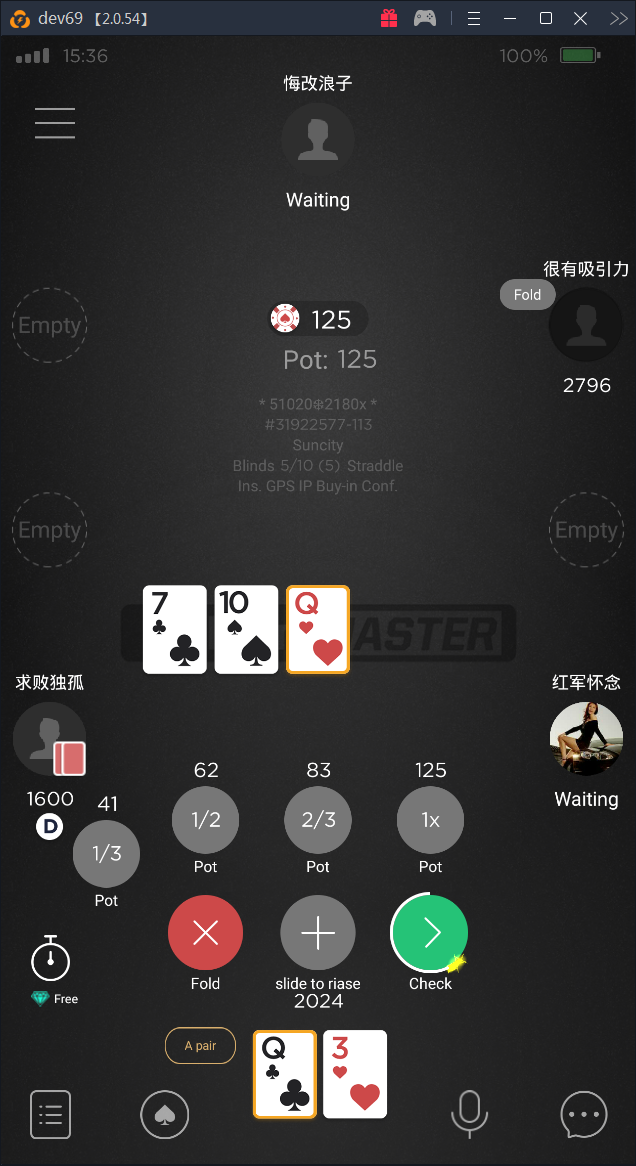 dev69 【2.0.54】
15:36
100%
悔改浪子
Waiting
很有吸引力
Fold
2796
Empty
125
Pot: 125
* 51020❄2180x *
#31922577-113
Suncity
Blinds 5/10 (5) Straddle
Ins. GPS IP Buy-in Conf.
Empty
Empty
7
10
Q
ASTER
求败独孤
红军怀念
1600
D
Waiting
41
1/3
Pot
62
1/2
Pot
83
2/3
Pot
125
1x
Pot
Free
Fold
slide to riase
2024
Check
A pair
Q
3